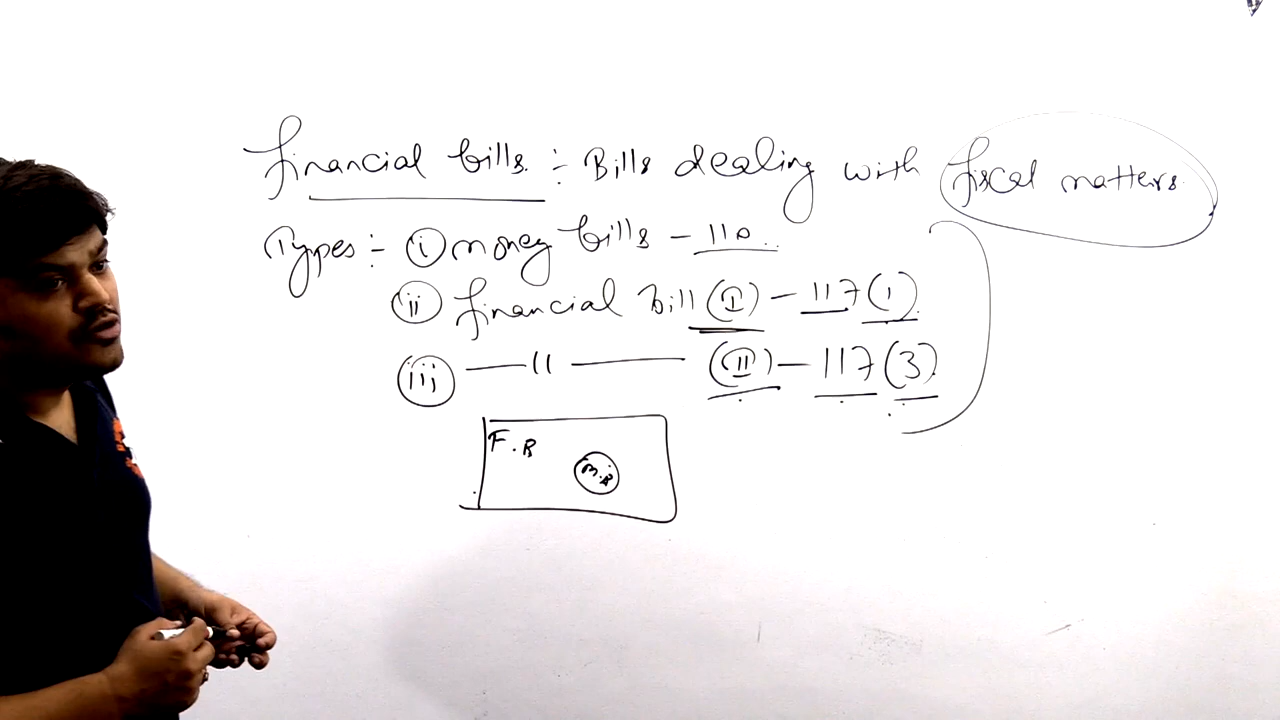 financial bills :- Bills dealing with fiscal matters.
Types :- (i) money bills - 110.
(ii) financial bill (I) - 117 (1)
(iii) —— 11 —— (II) - 117 (3)
F.B
M.B